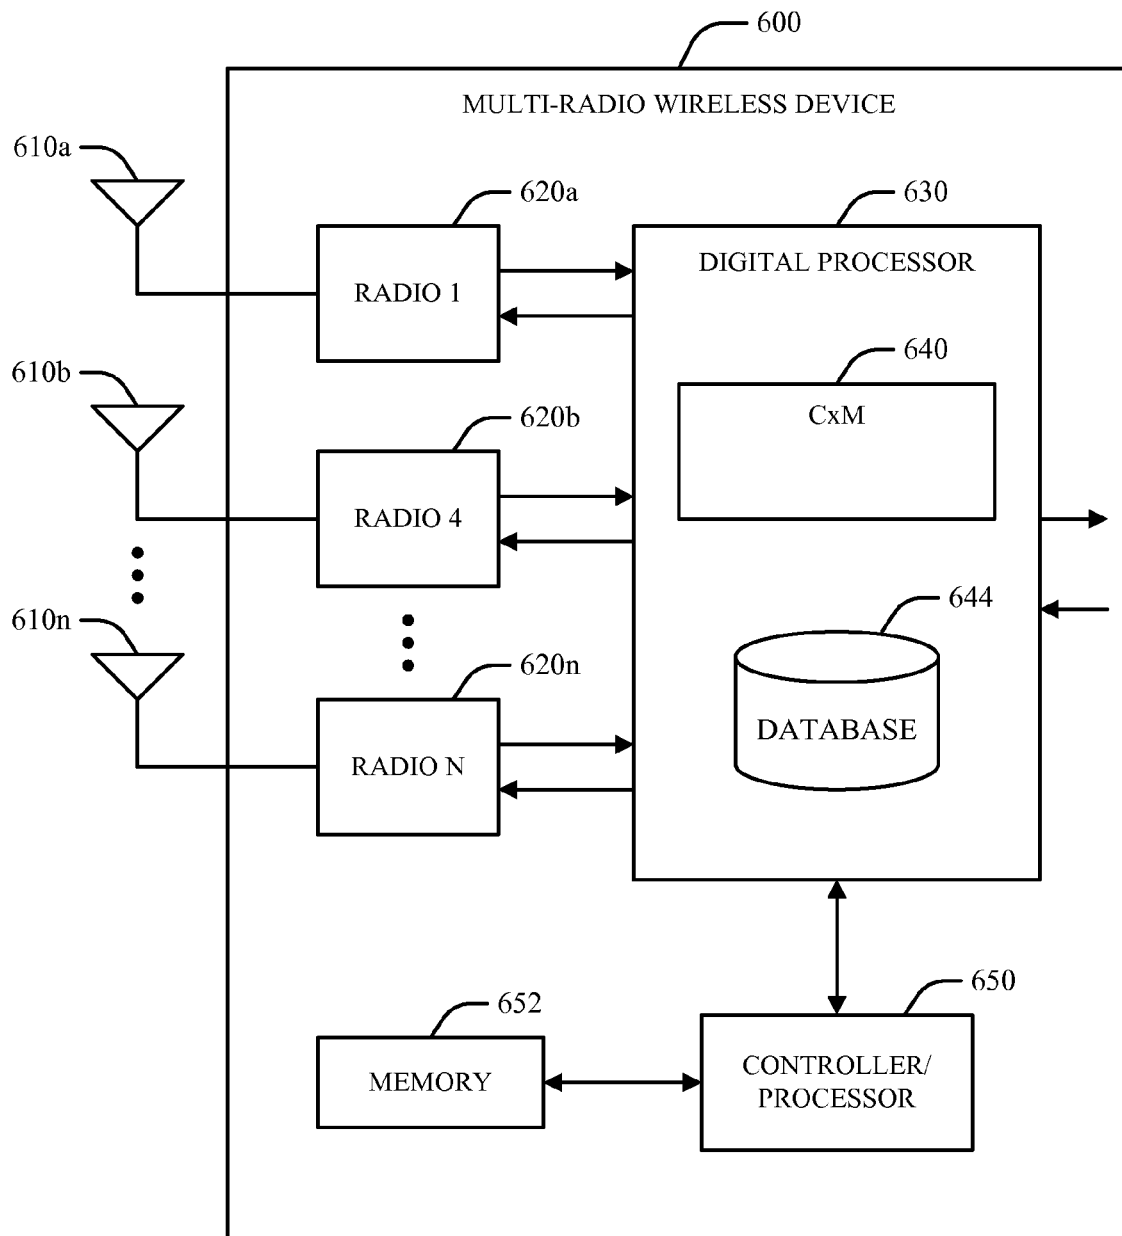 600
MULTI-RADIO WIRELESS DEVICE
610a
620a
630
RADIO 1
DIGITAL PROCESSOR
640
CxM
610b
620b
RADIO 4
610n
620n
644
RADIO N
DATABASE
650
652
MEMORY
CONTROLLER/
PROCESSOR